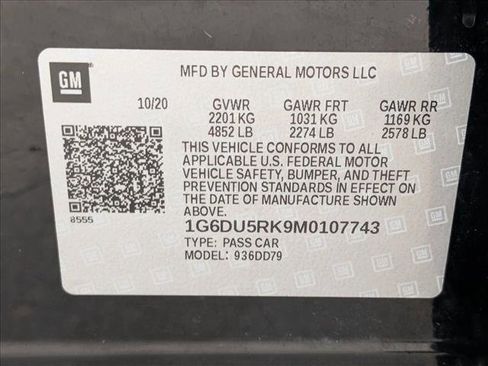 GM
MFD BY GENERAL MOTORS LLC
10/20 GVWR GAWR FRT GAWR RR
2201 KG 1031 KG 1169 KG
4852 LB 2274 LB 2578 LB
THIS VEHICLE CONFORMS TO ALL
APPLICABLE U.S. FEDERAL MOTOR
VEHICLE SAFETY, BUMPER, AND THEFT
PREVENTION STANDARDS IN EFFECT ON
THE DATE OF MANUFACTURE SHOWN
ABOVE.
8555
1G6DU5RK9M0107743
TYPE: PASS CAR
MODEL: 936DD79